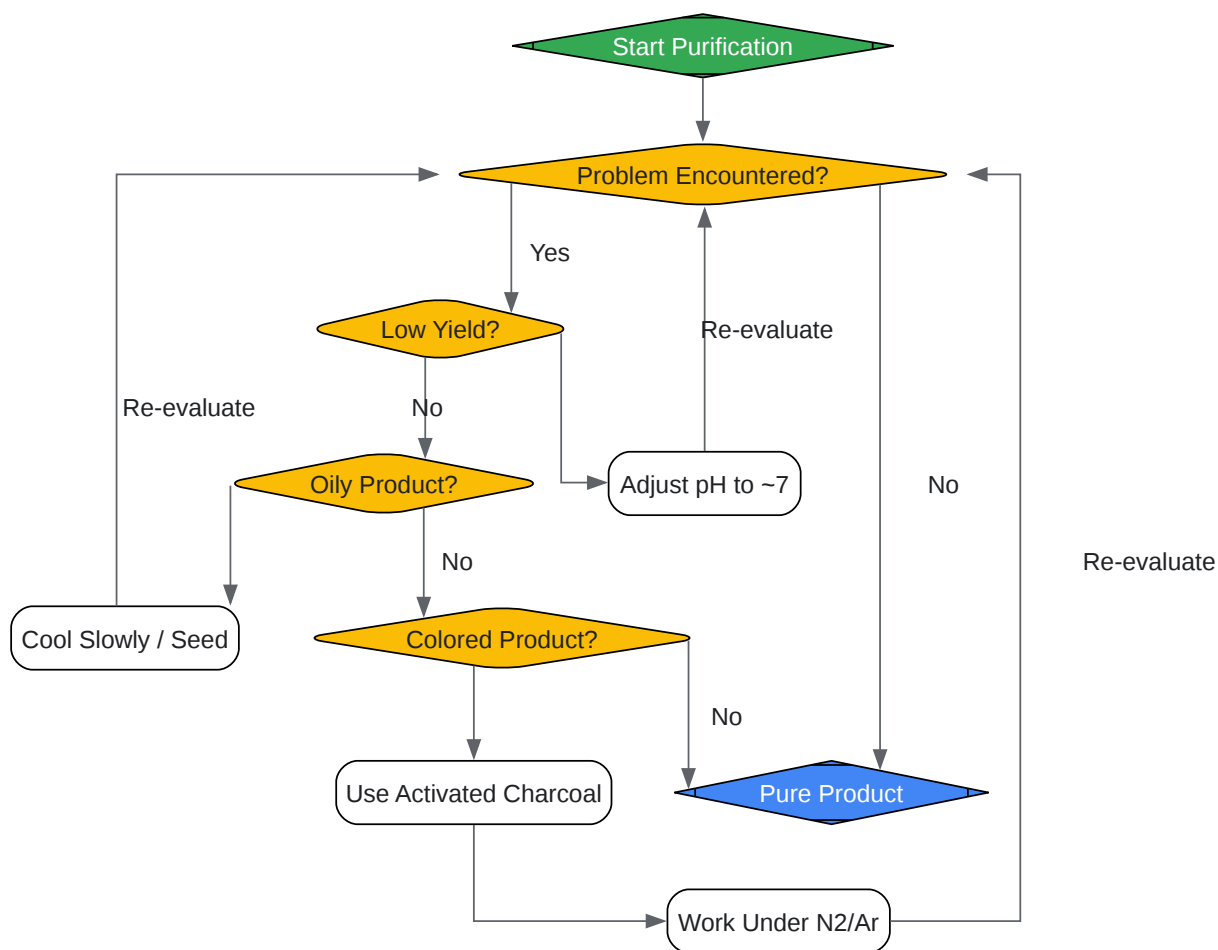 Start Purification
Problem Encountered?
Yes
Low Yield?
Re-evaluate
Re-evaluate
No
Oily Product?
Adjust pH to ~7
No
No
Re-evaluate
Cool Slowly / Seed
Colored Product?
No
Use Activated Charcoal
Pure Product
Work Under N2/Ar